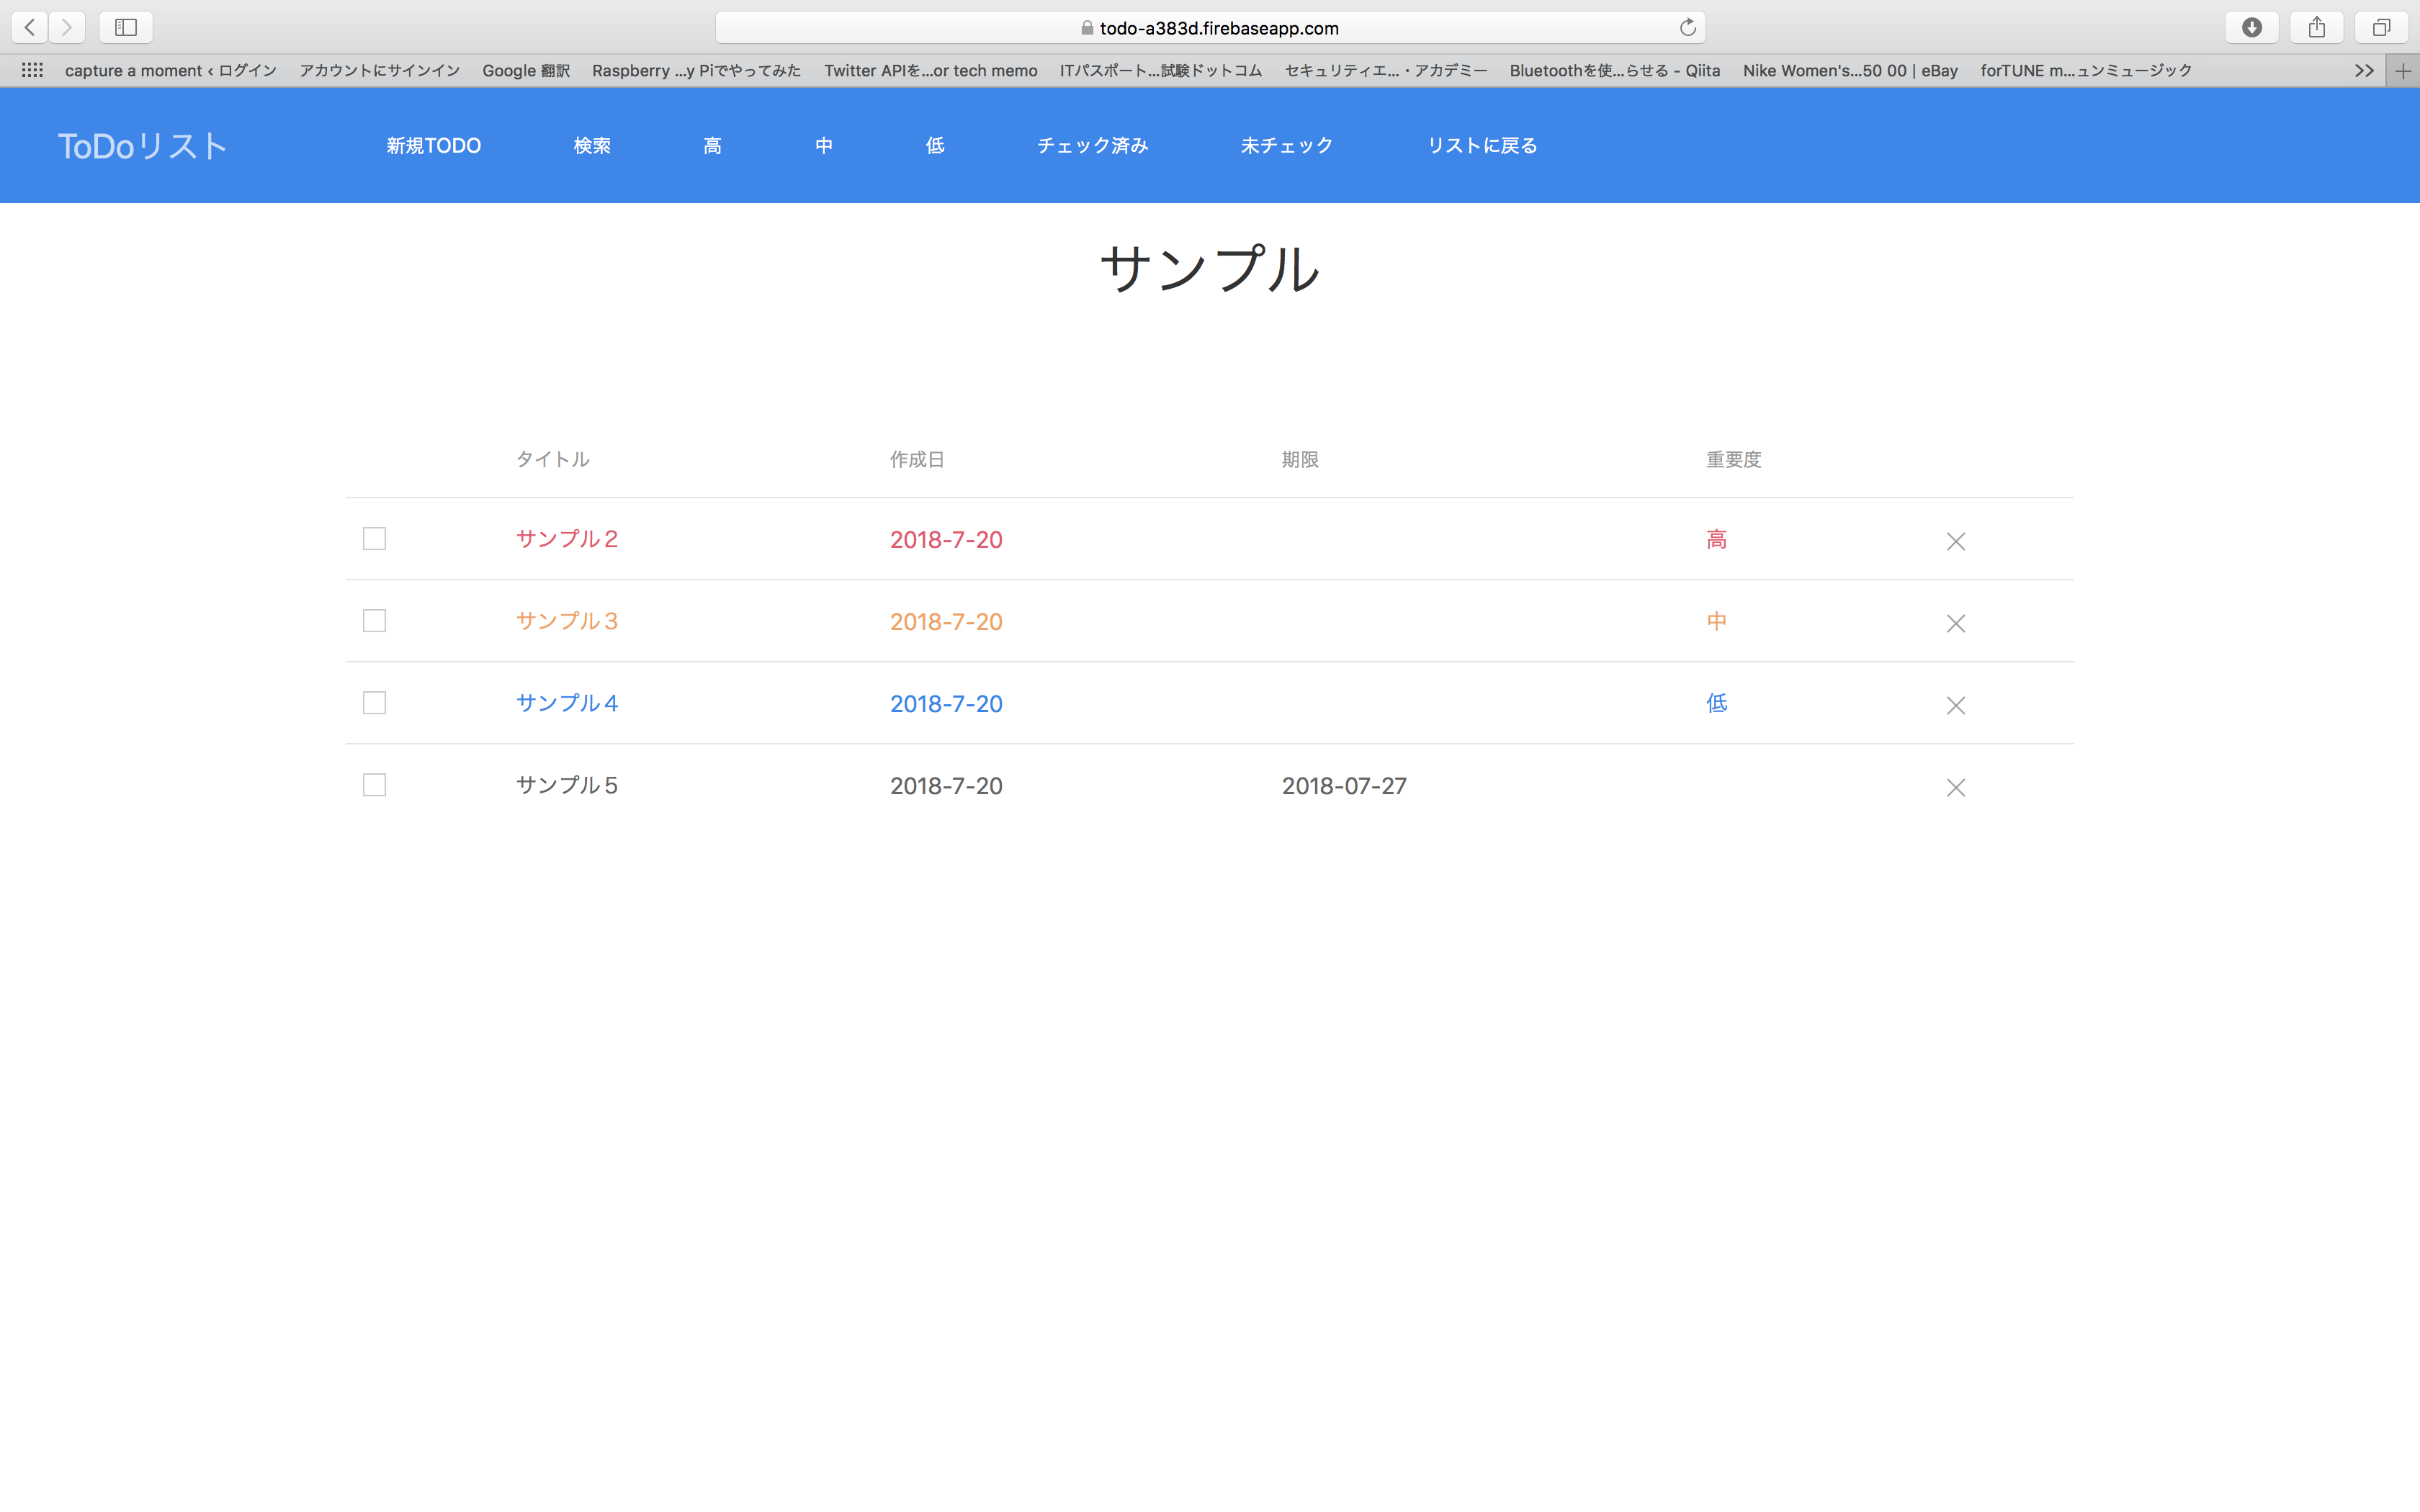 todo-a383d.firebaseapp.com
capture a moment ‹ ログイン アカウントにサインイン Google 翻訳 Raspberry ...y Piでやってみた Twitter APIを...or tech memo ITパスポート...試験ドットコム セキュリティエ...・アカデミー Bluetoothを使...らせる - Qiita Nike Women's...50 00 | eBay forTUNE m...ュンミュージック
ToDoリスト 新規TODO 検索 高 中 低 チェック済み 未チェック リストに戻る
サンプル
タイトル 作成日 期限 重要度
サンプル２ 2018-7-20 高
サンプル３ 2018-7-20 中
サンプル４ 2018-7-20 低
サンプル５ 2018-7-20 2018-07-27